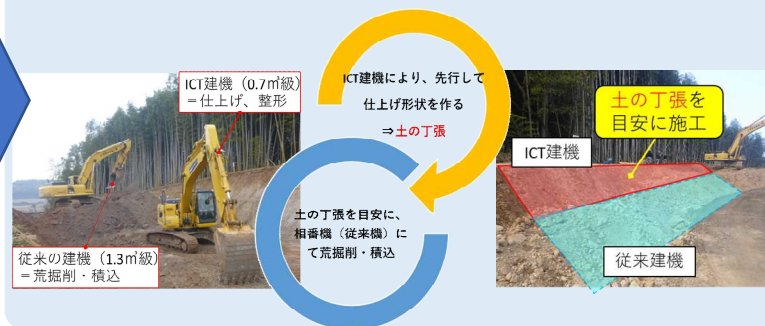 ICT建機（0.7㎥級）
＝仕上げ、整形
従来の建機（1.3㎥級）
＝荒掘削・積込
ICT建機により、先行して
仕上げ形状を作る
⇒土の丁張
土の丁張を目安に、
相番機（従来機）に
て荒掘削・積込
土の丁張を
目安に施工
ICT建機
従来建機